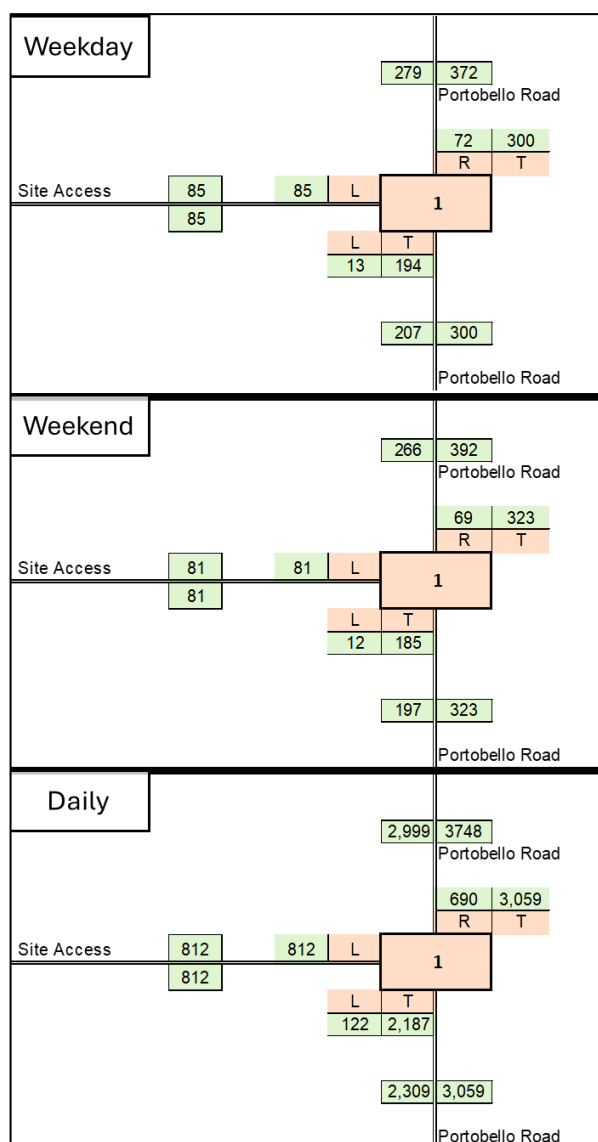 Weekday
279 372
Portobello Road
72 300
R T
Site Access 85 85 L 1
85
L T
13 194
207 300
Portobello Road
Weekend
266 392
Portobello Road
69 323
R T
Site Access 81 81 L 1
81
L T
12 185
197 323
Portobello Road
Daily
2,999 3748
Portobello Road
690 3,059
R T
Site Access 812 812 L 1
812
L T
122 2,187
2,309 3,059
Portobello Road